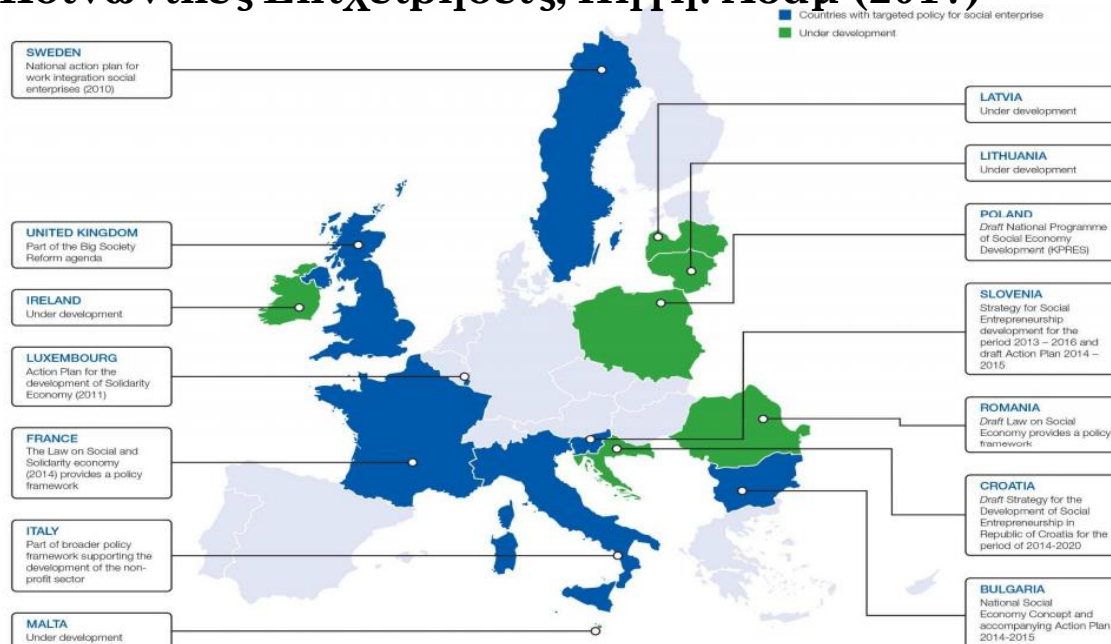 Κοινωνικές Επιχειρήσεις, Πηγή:
Countries with targeted policy for social enterprise
Under development
SWEDEN
National action plan for
work integration social
enterprises (2010)
UNITED KINGDOM
Part of the Big Society
Reform agenda
IRELAND
Under development
LUXEMBOURG
Action Plan for the
development of Solidarity
Economy (2011)
FRANCE
The Law on Social and
Solidarity economy
(2014) provides a policy
framework
ITALY
Part of broader policy
framework supporting the
development of the non-
profit sector
MALTA
Under development
LATVIA
Under development
LITHUANIA
Under development
POLAND
Draft National Programme
of Social Economy
Development (KPRES)
SLOVENIA
Strategy for Social
Entrepreneurship
development for the
period 2013 – 2016 and
draft Action Plan 2014 –
2015
ROMANIA
Draft Law on Social
Economy provides a policy
framework
CROATIA
Draft Strategy for the
Development of Social
Entrepreneurship in
Republic of Croatia for the
period of 2014-2020
BULGARIA
National Social
Economy Concept and
accompanying Action Plan
2014-2015